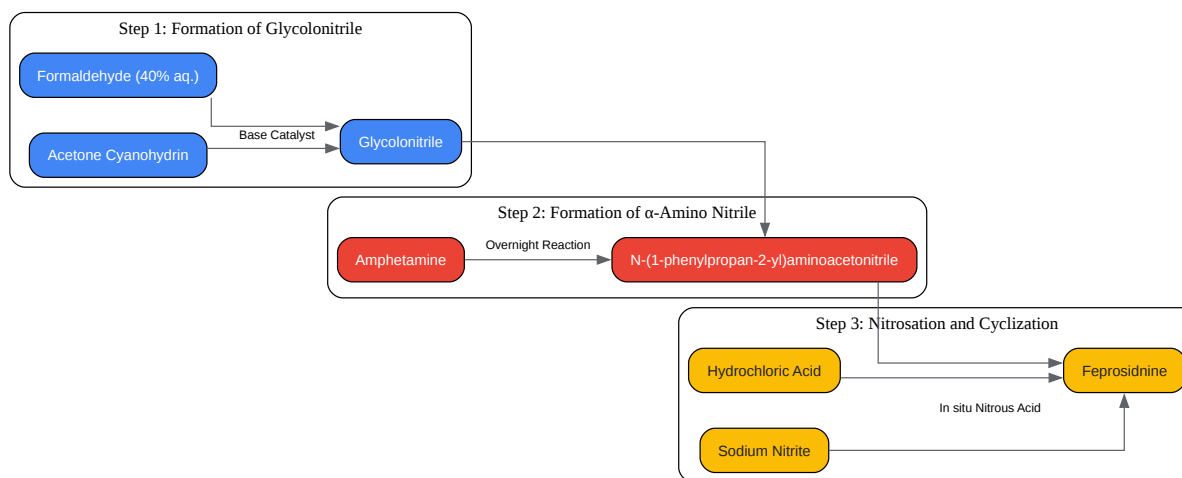 Step 1: Formation of Glycolonitrile
Formaldehyde (40% aq.)
Base Catalyst
Acetone Cyanohydrin
Glycolonitrile
Step 2: Formation of α-Amino Nitrile
Amphetamine
Overnight Reaction
N-(1-phenylpropan-2-yl)aminoacetonitrile
Step 3: Nitrosation and Cyclization
Hydrochloric Acid
Feprosidnine
In situ Nitrous Acid
Sodium Nitrite